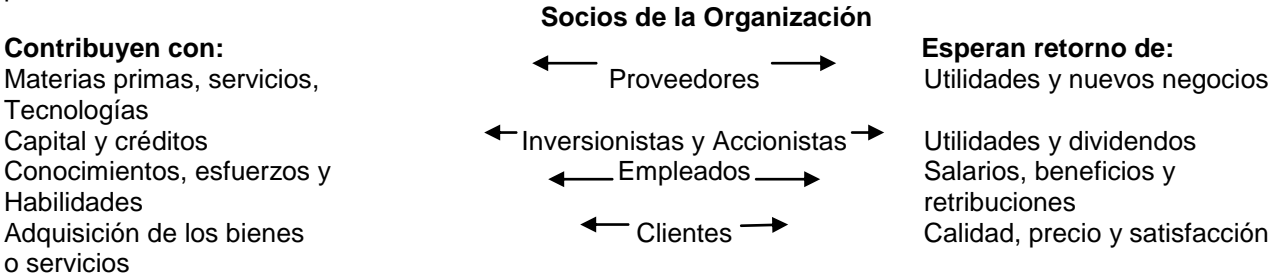 Socios de la Organización
Contribuyen con: Esperan retorno de:
Materias primas, servicios, Proveedores Utilidades y nuevos negocios
Tecnologías
Capital y créditos Inversionistas y Accionistas Utilidades y dividendos
Conocimientos, esfuerzos y Empleados Salarios, beneficios y
Habilidades retribuciones
Adquisición de los bienes Clientes Calidad, precio y satisfacción
o servicios